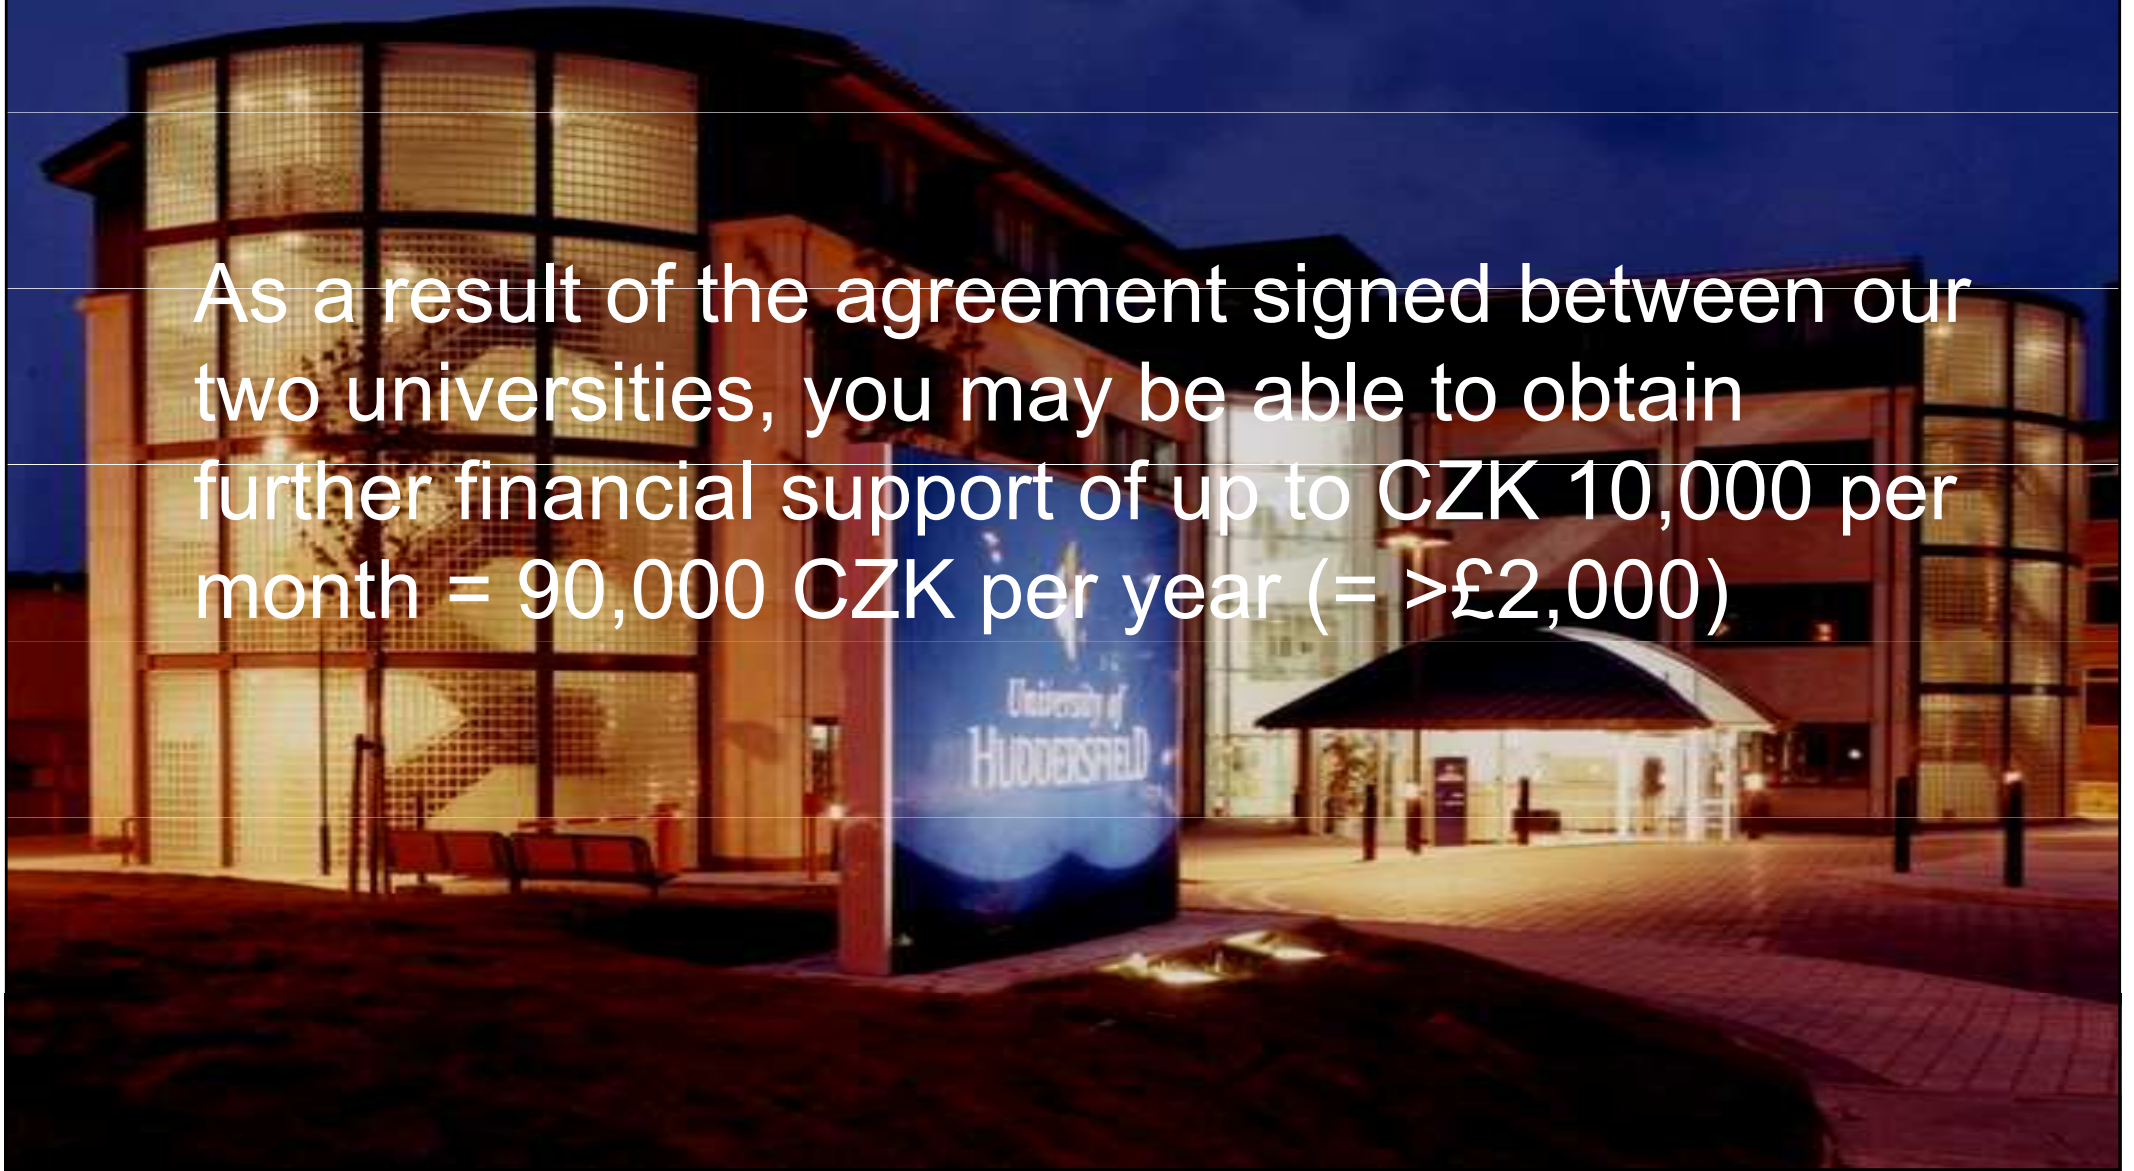 As a result of the agreement signed between our
two universities, you may be able to obtain
further financial support of up to CZK 10,000 per
month = 90,000 CZK per year (= >£2,000)
University of
HUDDERSFIELD